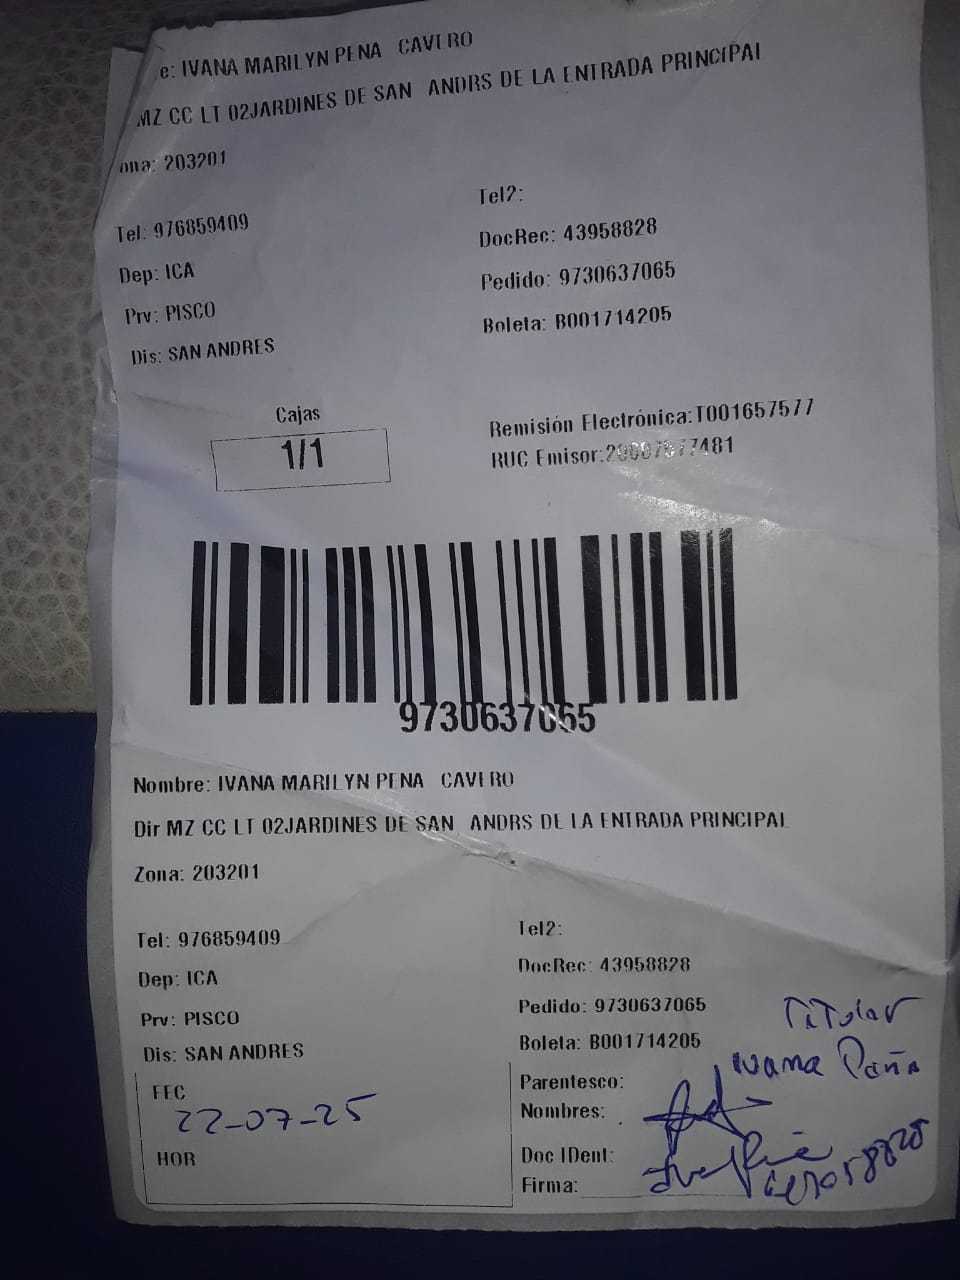 e: IVANA MARILYN PENA CAVERO
MZ CC LT 02JARDINES DE SAN ANDRS DE LA ENTRADA PRINCIPAL
ona: 203201
Tel: 976859409
Tel2:
DocRec: 43958828
Dep: ICA
Pedido: 9730637065
Prv: PISCO
Boleta: B001714205
Dis: SAN ANDRES
Cajas
1/1
Remisión Electrónica:T001657577
RUC Emisor:
9730637065
Nombre: IVANA MARILYN PENA CAVERO
Dir MZ CC LT 02JARDINES DE SAN ANDRS DE LA ENTRADA PRINCIPAL
Zona: 203201
Tel: 976859409
Tel2:
Dep: ICA
DocRec: 43958828
Prv: PISCO
Pedido: 9730637065
Dis: SAN ANDRES
Boleta: B001714205
Titular
Ivana Peña
FEC
22-07-25
HOR
Parentesco:
Nombres:
Doc IDent:
Firma: